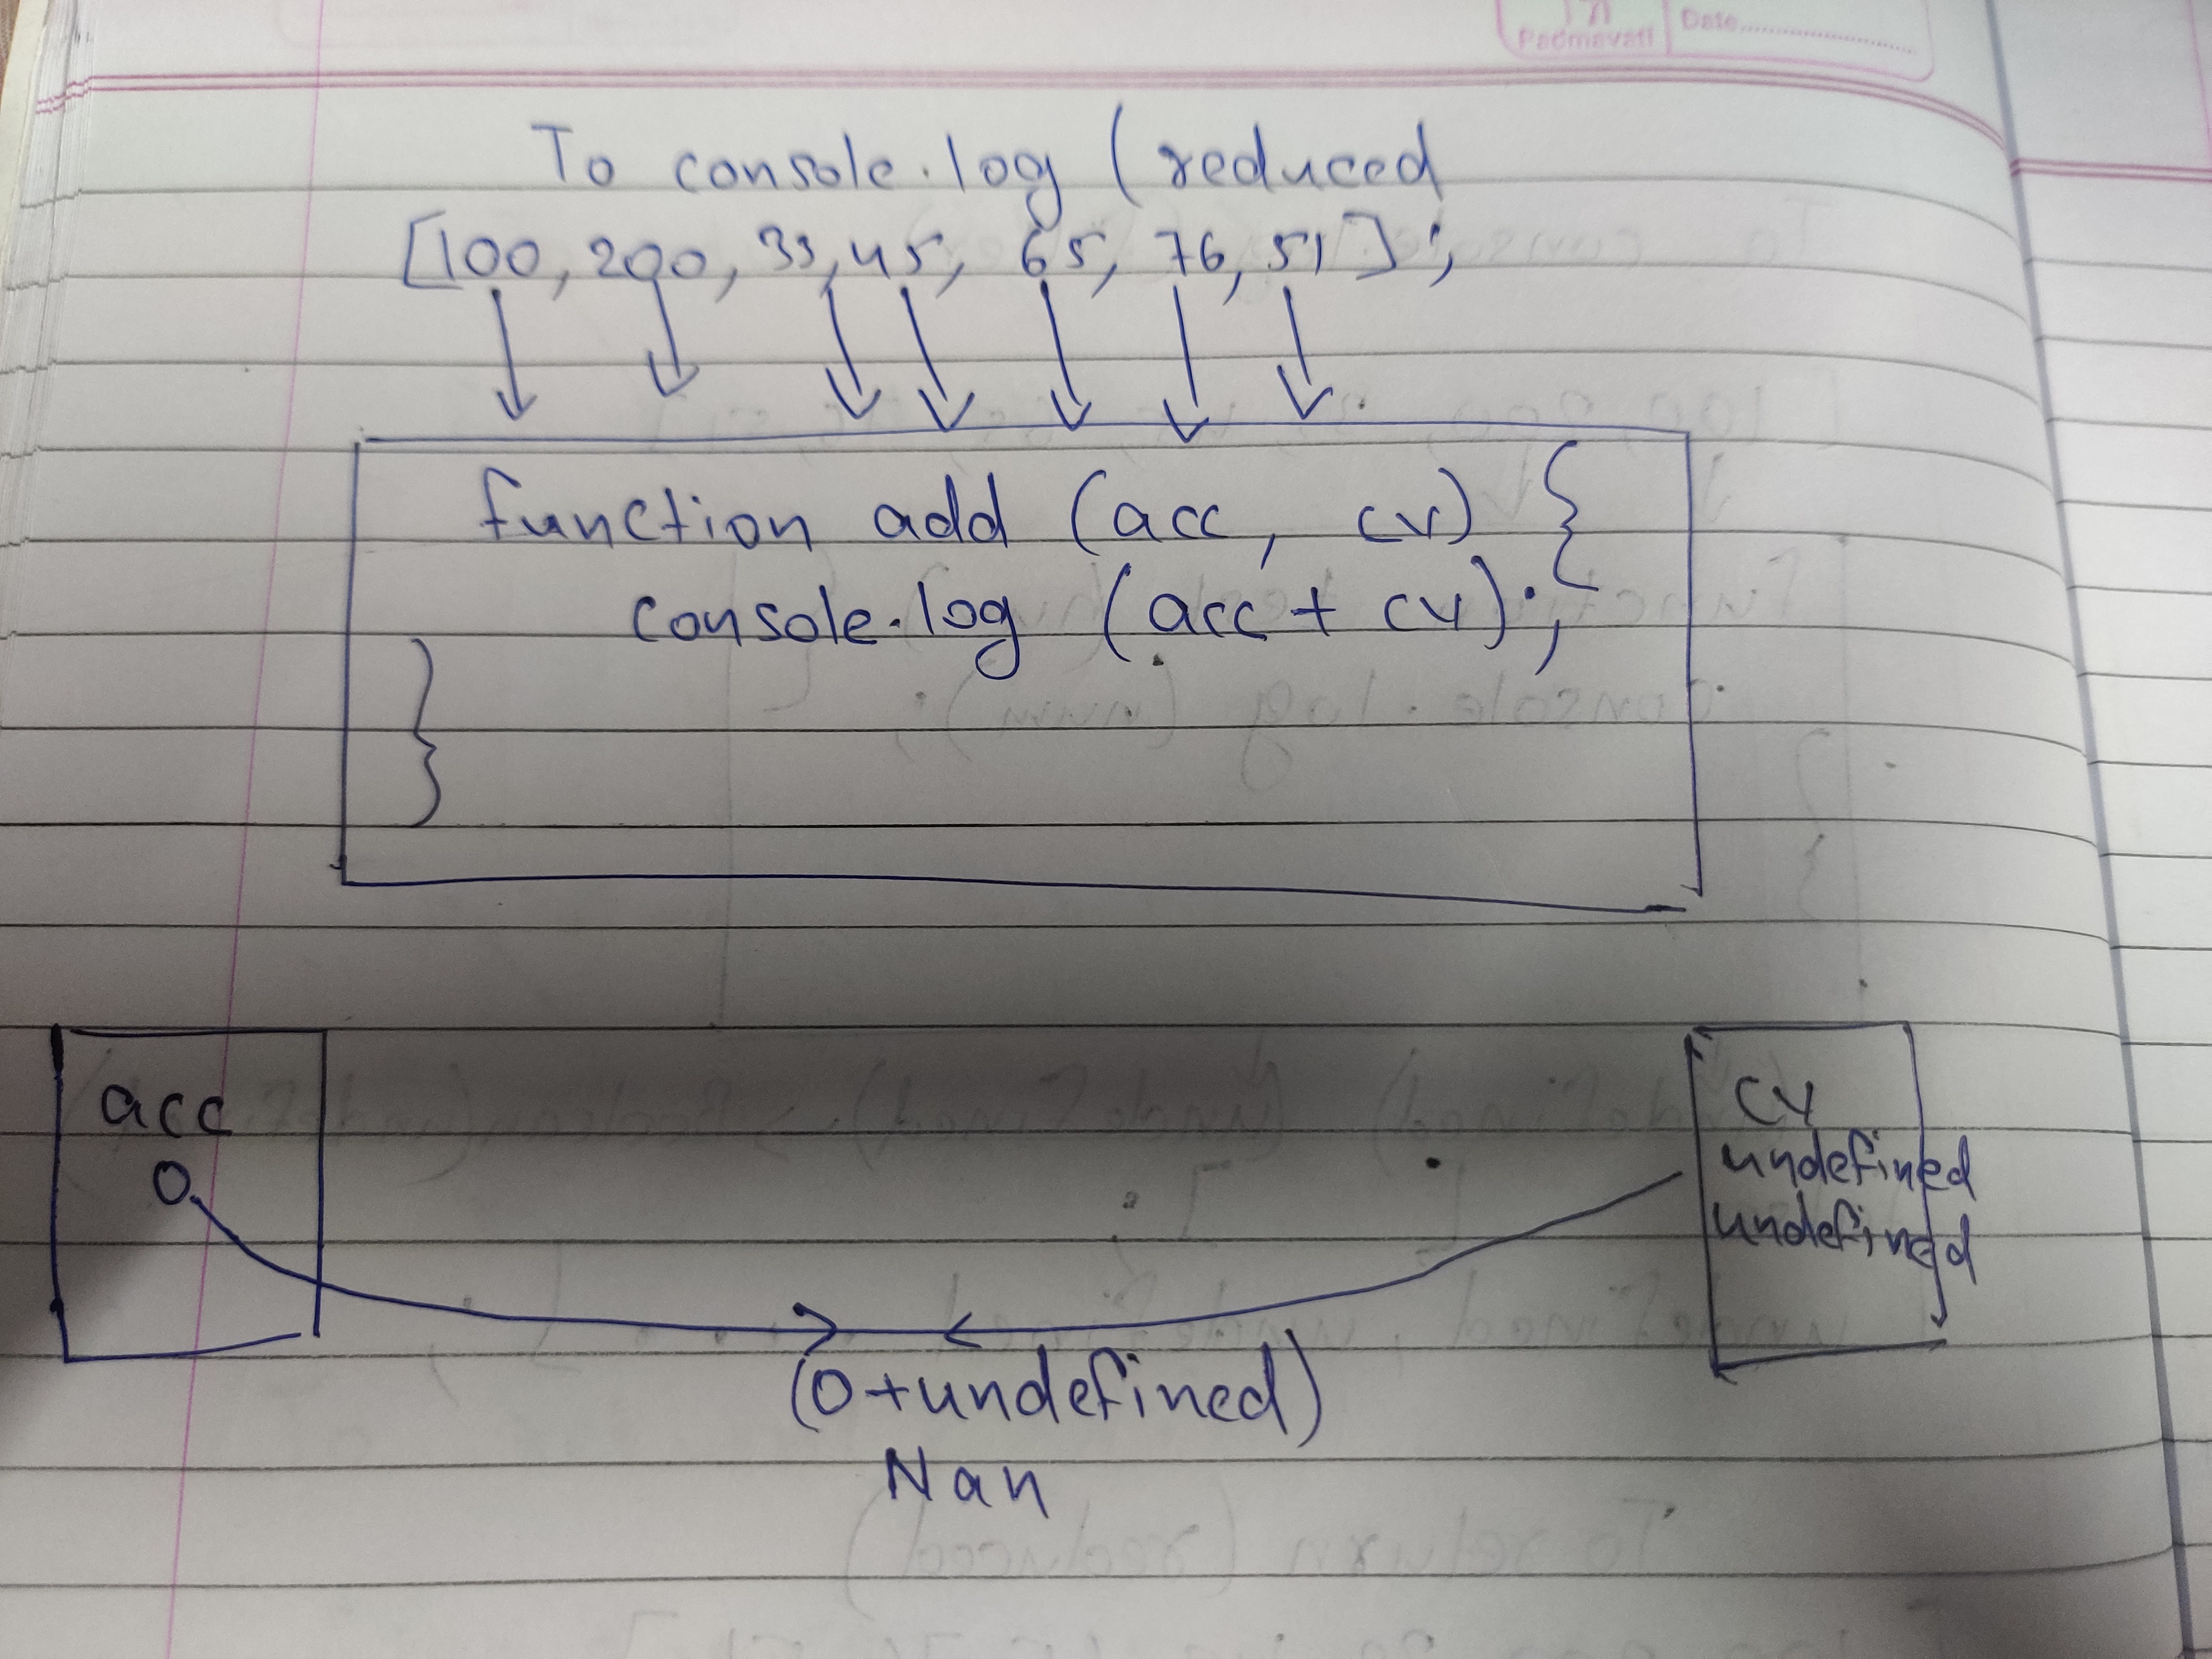 Padmavati Date
To console.log (reduced
[100, 200, 33, 45, 65, 76, 51];
function add (acc, cv) {
console.log (acc + cv);
}
acc
0
cv
undefined
undefined
(0+undefined)
Nan